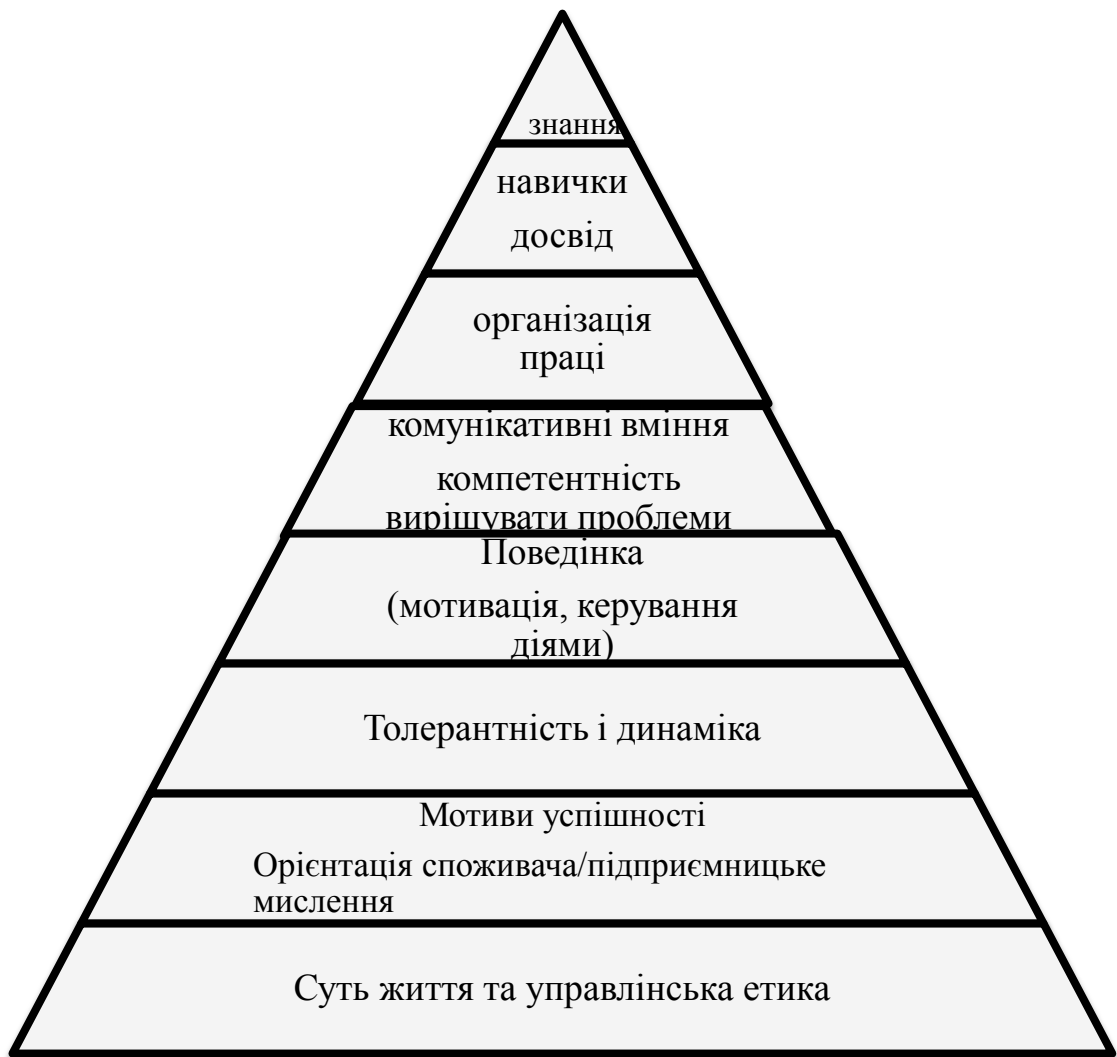 знання
навички
досвід
організація
праці
комунікативні вміння
компетентність
вирішувати проблеми
Поведінка
(мотивація, керування
діями)
Толерантність і динаміка
Мотиви успішності
Орієнтація споживача/підприємницьке
мислення
Суть життя та управлінська етика